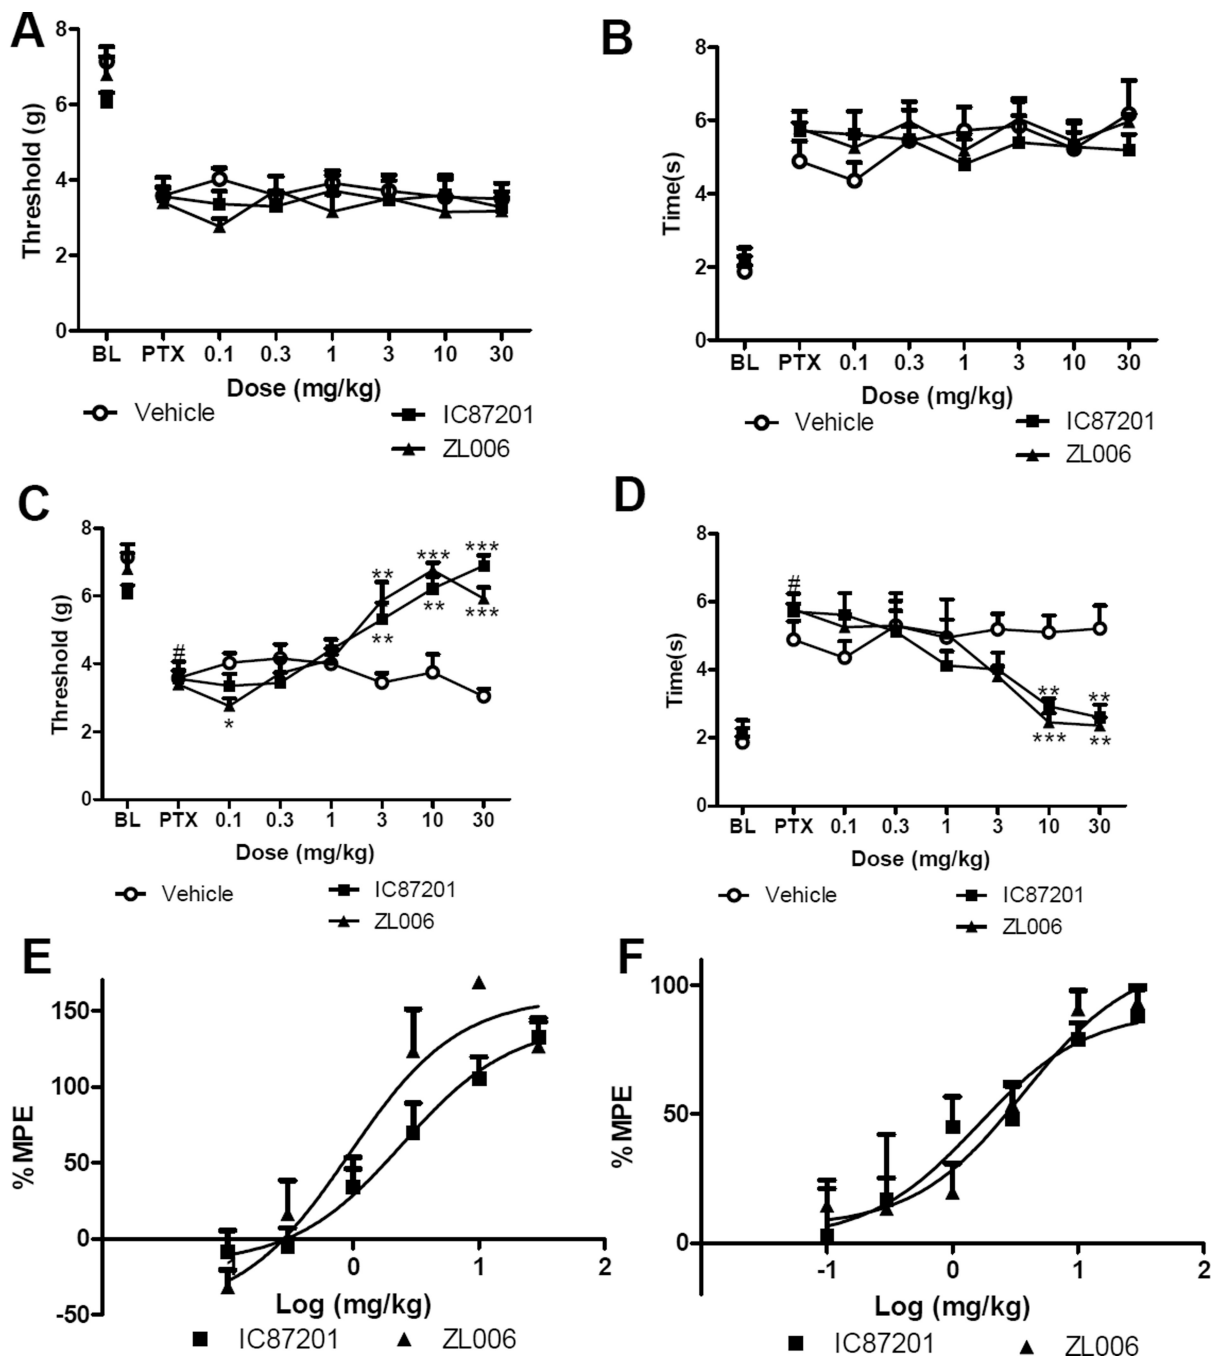 A
8
6
4
2
0
Threshold (g)
BL PTX 0.1 0.3 1 3 10 30
Dose (mg/kg)
Vehicle IC87201
ZL006
B
8
6
4
2
0
Time(s)
BL PTX 0.1 0.3 1 3 10 30
Dose (mg/kg)
Vehicle IC87201
ZL006
C
8
6
4
2
0
Threshold (g)
#
*
**
**
***
**
***
***
BL PTX 0.1 0.3 1 3 10 30
Dose (mg/kg)
Vehicle IC87201
ZL006
D
8
6
4
2
0
Time(s)
#
**
***
**
**
BL PTX 0.1 0.3 1 3 10 30
Dose (mg/kg)
Vehicle IC87201
ZL006
E
150
100
50
0
-50
%MPE
-1 0 1 2
Log (mg/kg)
IC87201 ZL006
F
100
50
0
%MPE
-1 0 1 2
Log (mg/kg)
IC87201 ZL006